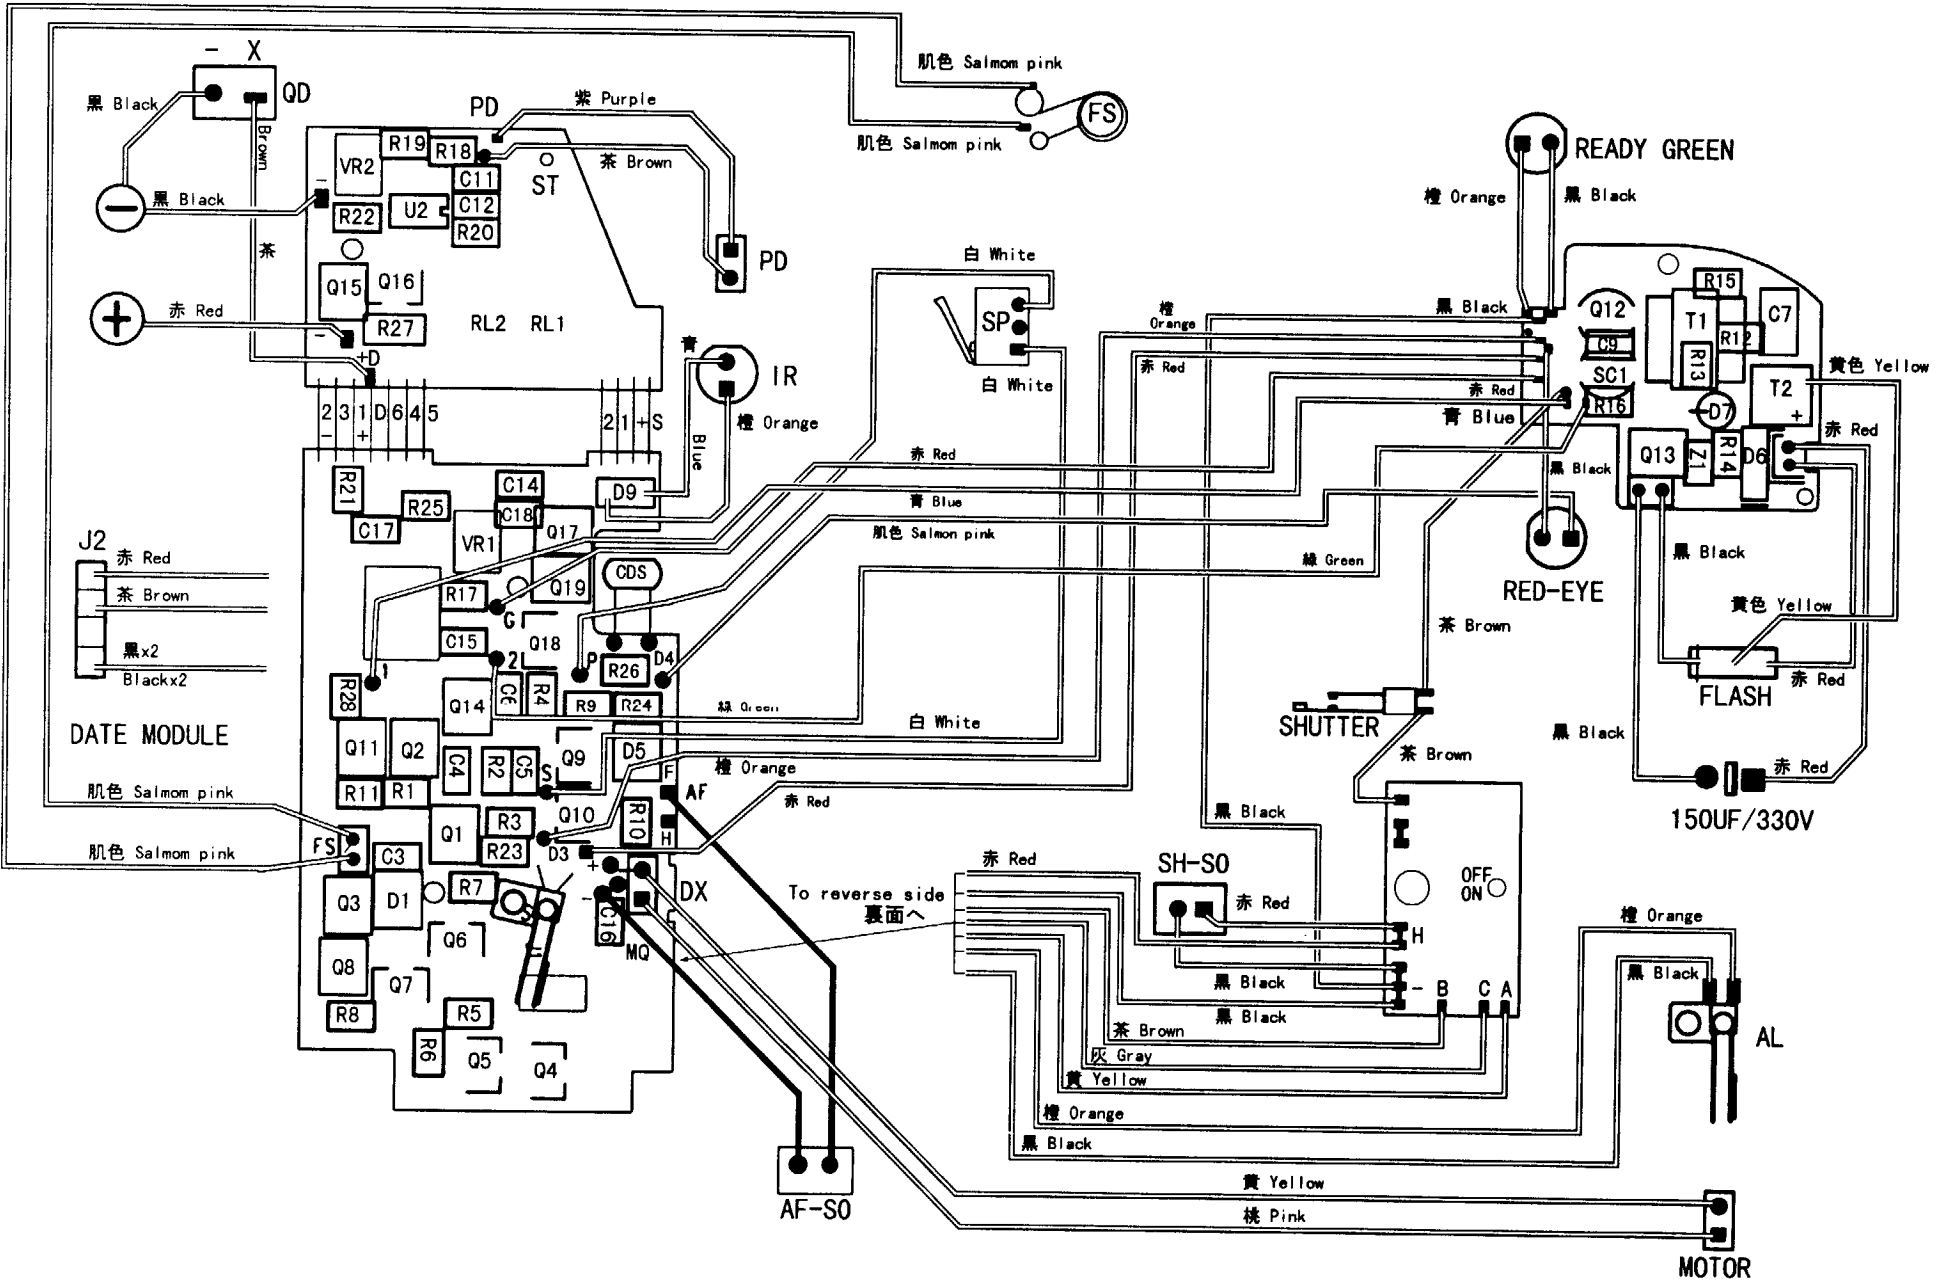 肌色 Salmom pink
FS
肌色 Salmom pink
- X
QD
黒 Black
Brown
茶
黒 Black
赤 Red
PD
紫 Purple
茶 Brown
PD
R19
R18
VR2
C11
ST
C12
R22
U2
R20
Q15
Q16
R27
RL2 RL1
-
-
+D
2 3 1 D 6 4 5
- +
2 1 + S
青
IR
橙 Orange
Blue
白 White
SP
白 White
READY GREEN
橙 Orange
黒 Black
黒 Black
橙
Orange
赤 Red
赤 Red
青 Blue
黒 Black
R15
Q12
T1
C7
C9
R12
R13
SC1
R16
D7
T2
+
Q13
Z1
R14
D6
黄色 Yellow
赤 Red
黒 Black
RED-EYE
黄色 Yellow
FLASH
赤 Red
黒 Black
赤 Red
150UF/330V
赤 Red
青 Blue
肌色 Salmon pink
緑 Green
茶 Brown
SHUTTER
茶 Brown
J2
赤 Red
茶 Brown
黒x2
Blackx2
DATE MODULE
R21
R25
C14
C18
D9
C17
VR1
Q17
Q19
CDS
R17
G
C15
Q18
2
P
R26
D4
1
R28
Q14
C6
R4
R9
R24
緑 Green
白 White
Q11
Q2
C4
R2
C5
S
Q9
D5
F
橙 Orange
赤 Red
肌色 Salmom pink
R11
R1
AF
R10
Q10
H
FS
Q1
R3
R23
D3
肌色 Salmom pink
C3
+
-
DX
Q3
D1
R7
C16
MQ
Q6
Q8
Q7
R8
R5
R6
Q5
Q4
AF-SO
To reverse side
裏面へ
赤 Red
黒 Black
SH-SO
赤 Red
OFF
ON
H
-
B C A
黒 Black
黒 Black
茶 Brown
灰 Gray
黄 Yellow
橙 Orange
黒 Black
橙 Orange
黒 Black
AL
黄 Yellow
桃 Pink
MOTOR